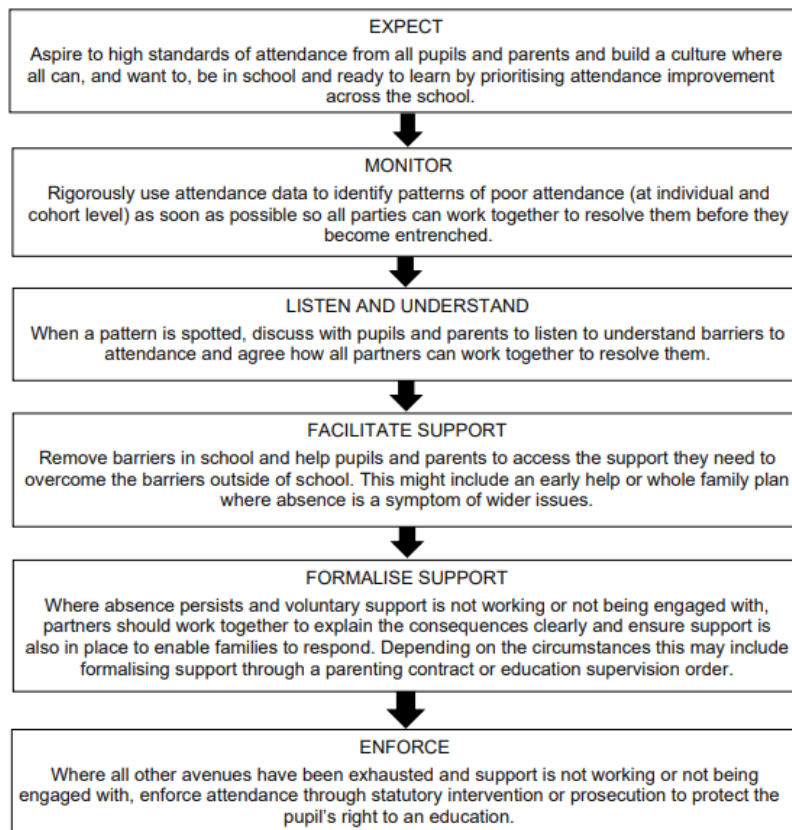 EXPECT
Aspire to high standards of attendance from all pupils and parents and build a culture where
all can, and want to, be in school and ready to learn by prioritising attendance improvement
across the school.
MONITOR
Rigorously use attendance data to identify patterns of poor attendance (at individual and
cohort level) as soon as possible so all parties can work together to resolve them before they
become entrenched.
LISTEN AND UNDERSTAND
When a pattern is spotted, discuss with pupils and parents to listen to understand barriers to
attendance and agree how all partners can work together to resolve them.
FACILITATE SUPPORT
Remove barriers in school and help pupils and parents to access the support they need to
overcome the barriers outside of school. This might include an early help or whole family plan
where absence is a symptom of wider issues.
FORMALISE SUPPORT
Where absence persists and voluntary support is not working or not being engaged with,
partners should work together to explain the consequences clearly and ensure support is
also in place to enable families to respond. Depending on the circumstances this may include
formalising support through a parenting contract or education supervision order.
ENFORCE
Where all other avenues have been exhausted and support is not working or not being
engaged with, enforce attendance through statutory intervention or prosecution to protect the
pupil's right to an education.